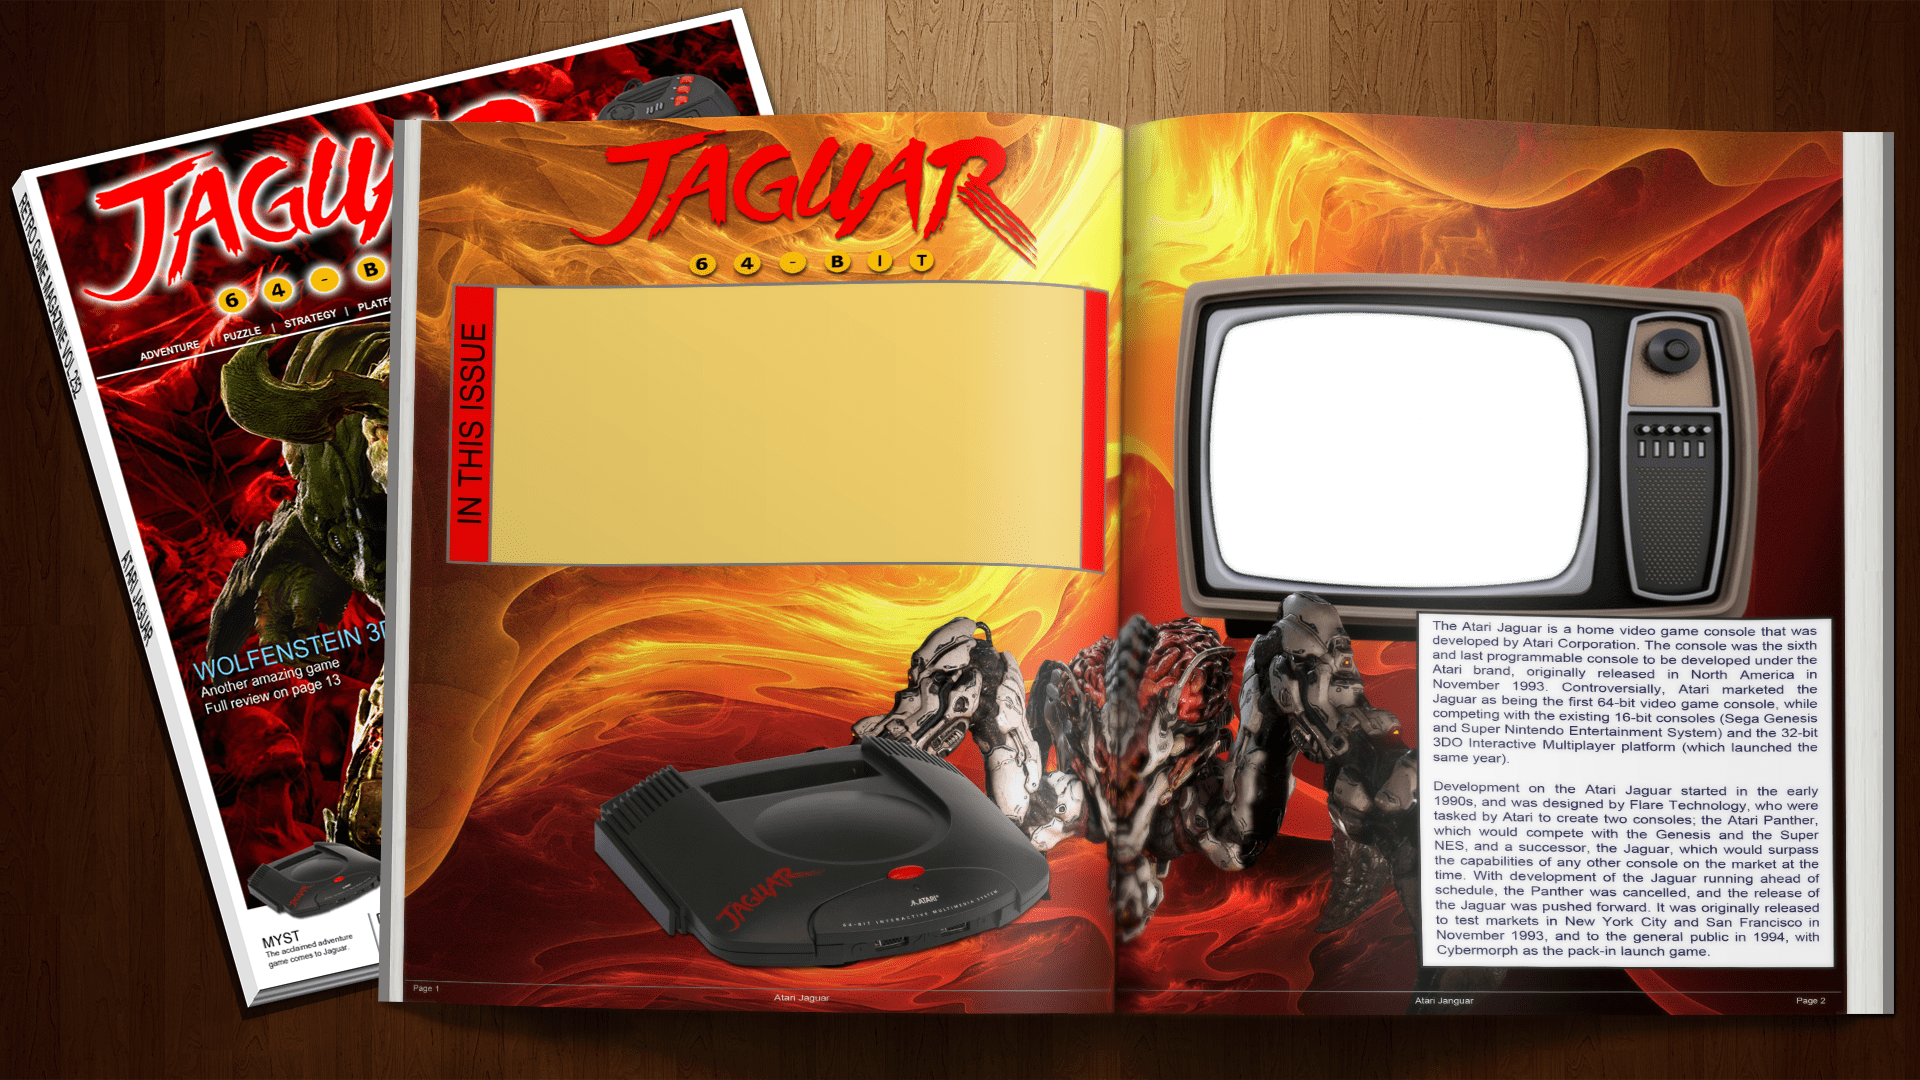 JAGUAR
64-BIT
ADVENTURE | PUZZLE | STRATEGY |
RETRO GAME MAGAZINE VOL 252
ATARI JAGUAR
WOLFENSTEIN
Another amazing game
Full review on page 13
MYST
The acclaimed adventure
game comes to Jaguar.
JAGUAR
64-BIT
IN THIS ISSUE
JAGUAR
ATARI
64-BIT INTERACTIVE MULTIMEDIA SYSTEM
Page 1
Atari Jaguar
The Atari Jaguar is a home video game console that was
developed by Atari Corporation. The console was the sixth
and last programmable console to be developed under the
Atari brand, originally released in North America in
November 1993. Controversially, Atari marketed the
Jaguar as being the first 64-bit video game console, while
competing with the existing 16-bit consoles (Sega Genesis
and Super Nintendo Entertainment System) and the 32-bit
3DO Interactive Multiplayer platform (which launched the
same year).
Development on the Atari Jaguar started in the early
1990s, and was designed by Flare Technology, who were
tasked by Atari to create two consoles; the Atari Panther,
which would compete with the Genesis and the Super
NES, and a successor, the Jaguar, which would surpass
the capabilities of any other console on the market at the
time. With development of the Jaguar running ahead of
schedule, the Panther was cancelled, and the release of
the Jaguar was pushed forward. It was originally released
to test markets in New York City and San Francisco in
November 1993, and to the general public in 1994, with
Cybermorph as the pack-in launch game.
Atari Janguar
Page 2